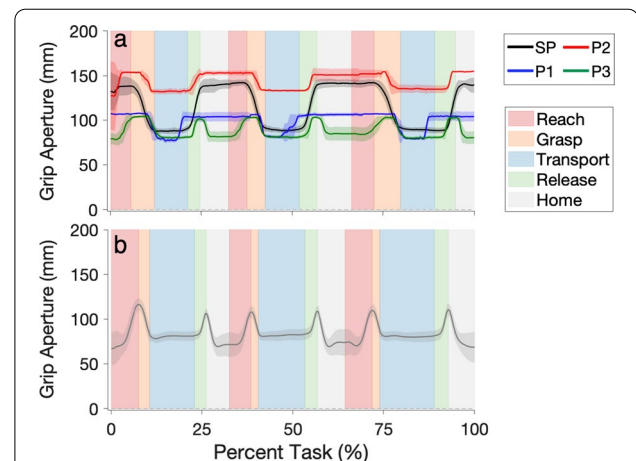 a
200
150
100
50
0
Grip Aperture (mm)
SP P2
P1 P3
Reach
Grasp
Transport
Release
Home
b
200
150
100
50
0
Grip Aperture (mm)
0 25 50 75 100
Percent Task (%)